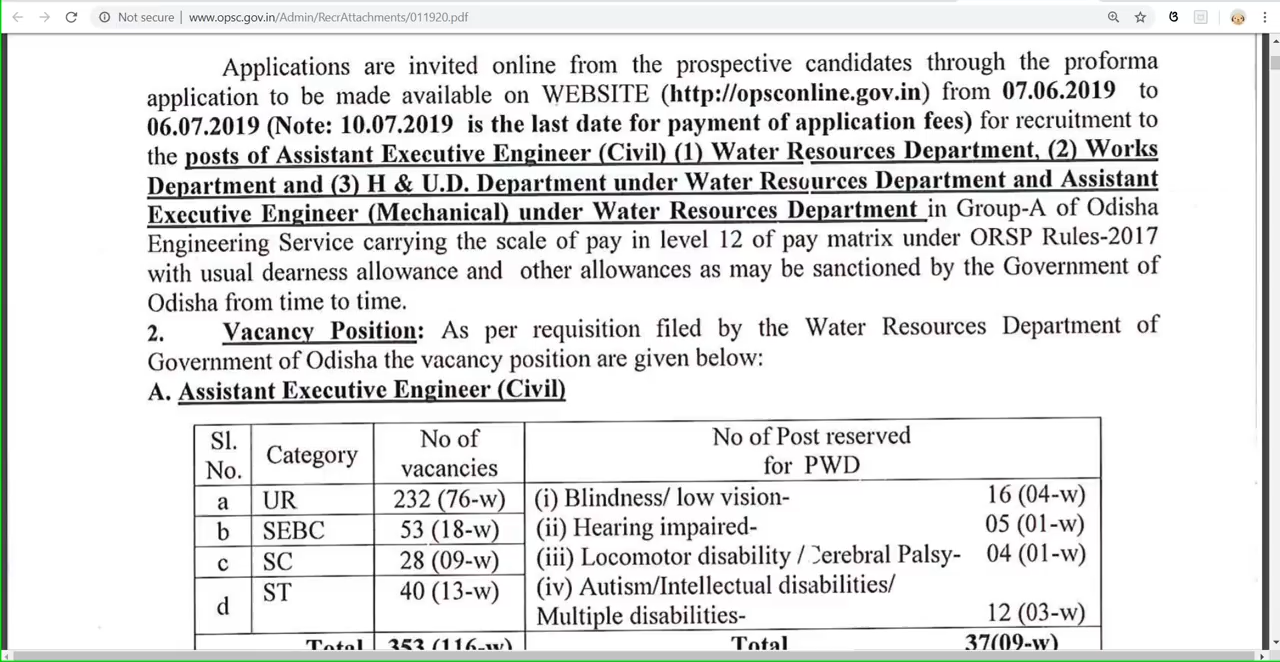 Not secure | www.opsc.gov.in/Admin/RecrAttachments/011920.pdf
Applications are invited online from the prospective candidates through the proforma
application to be made available on WEBSITE (http://opsconline.gov.in) from 07.06.2019 to
06.07.2019 (Note: 10.07.2019 is the last date for payment of application fees) for recruitment to
the posts of Assistant Executive Engineer (Civil) (1) Water Resources Department, (2) Works
Department and (3) H & U.D. Department under Water Resources Department and Assistant
Executive Engineer (Mechanical) under Water Resources Department in Group-A of Odisha
Engineering Service carrying the scale of pay in level 12 of pay matrix under ORSP Rules-2017
with usual dearness allowance and other allowances as may be sanctioned by the Government of
Odisha from time to time.
2. Vacancy Position: As per requisition filed by the Water Resources Department of
Government of Odisha the vacancy position are given below:
A. Assistant Executive Engineer (Civil)
Sl. No. Category No of vacancies No of Post reserved for PWD
a UR 232 (76-w) (i) Blindness/ low vision- 16 (04-w)
b SEBC 53 (18-w) (ii) Hearing impaired- 05 (01-w)
c SC 28 (09-w) (iii) Locomotor disability / Cerebral Palsy- 04 (01-w)
d ST 40 (13-w) (iv) Autism/Intellectual disabilities/
Multiple disabilities- 12 (03-w)
Total 353 (116-w) Total 37(09-w)